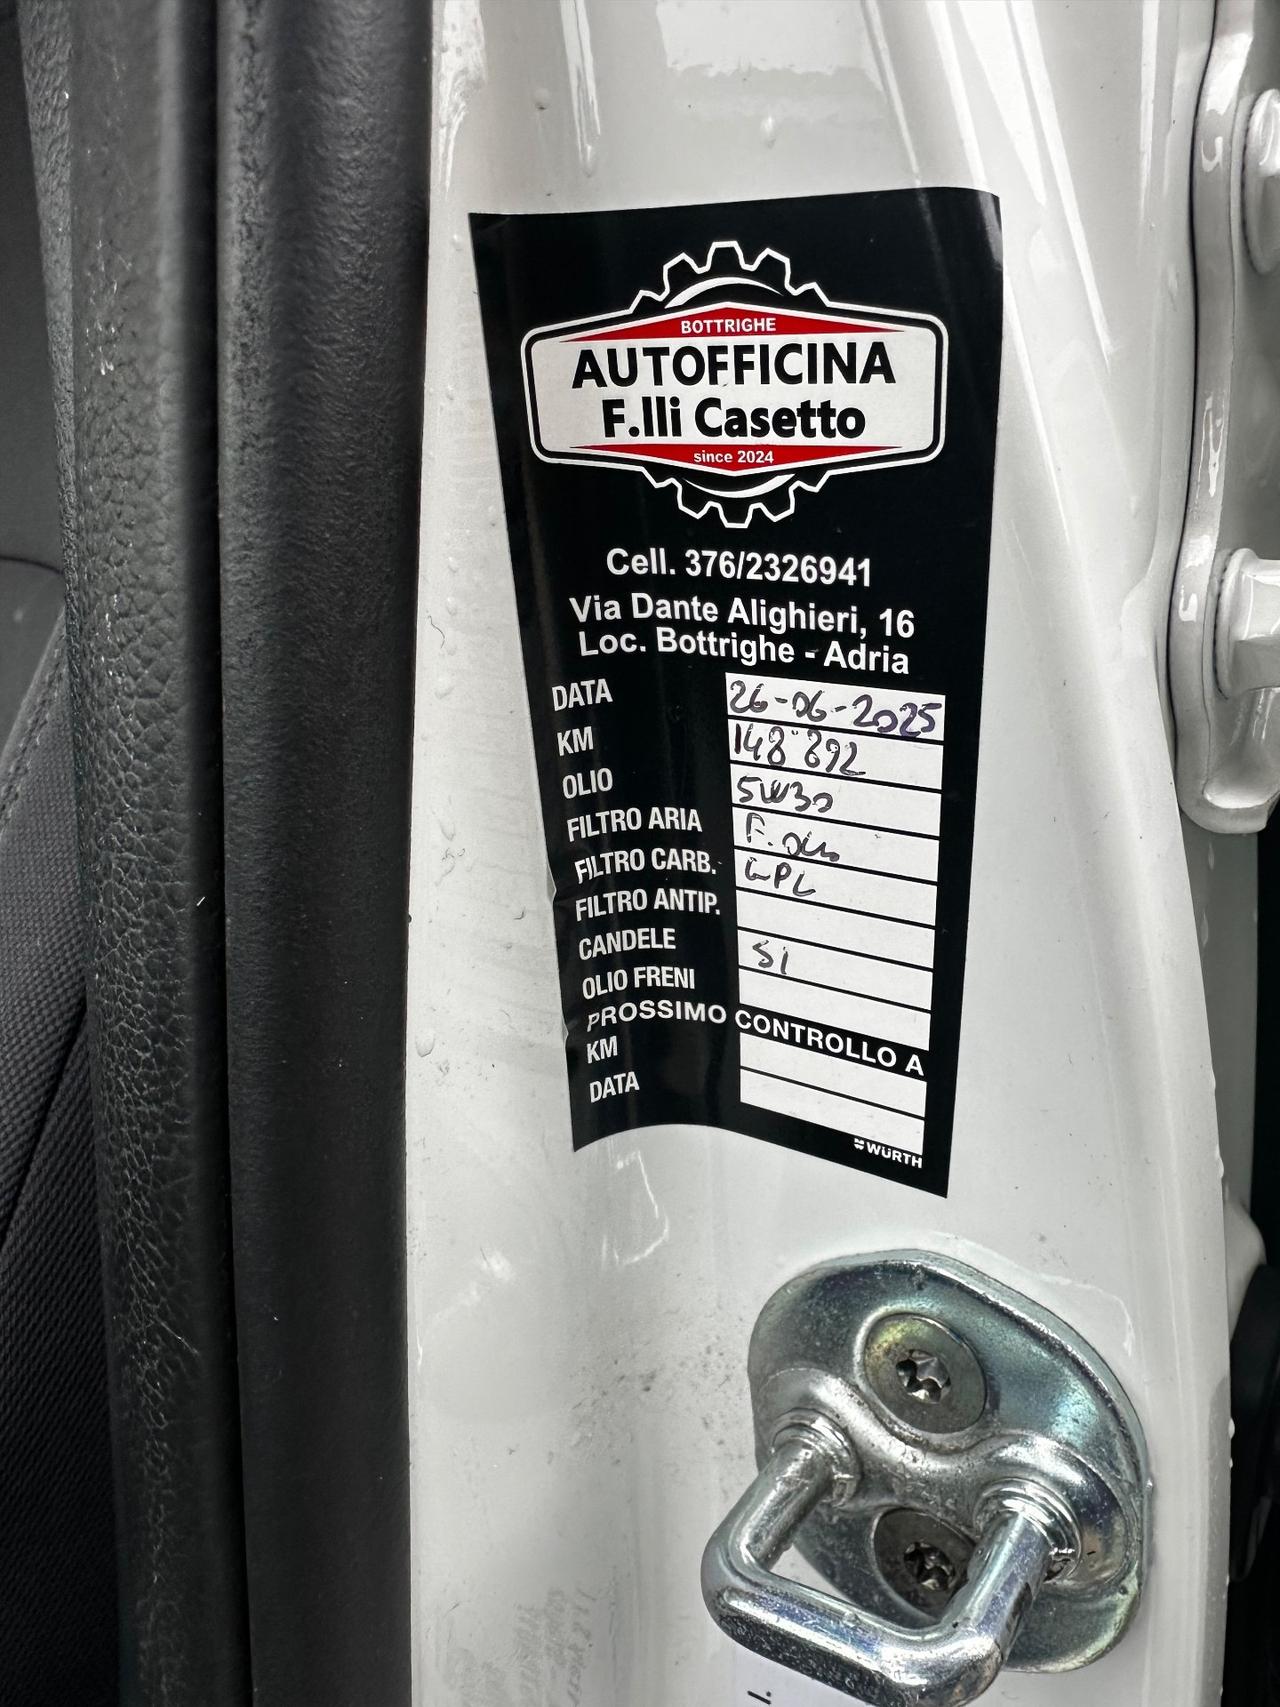 BOTTRIGHE
AUTOFFICINA
F.lli Casetto
since 2024
Cell. 376/2326941
Via Dante Alighieri, 16
Loc. Bottrighe - Adria
DATA 26-06-2025
KM 148'892
OLIO 5W30
FILTRO ARIA F.
FILTRO CARB. GPL
FILTRO ANTIP.
CANDELE SI
OLIO FRENI
PROSSIMO CONTROLLO A
KM
DATA
WÜRTH